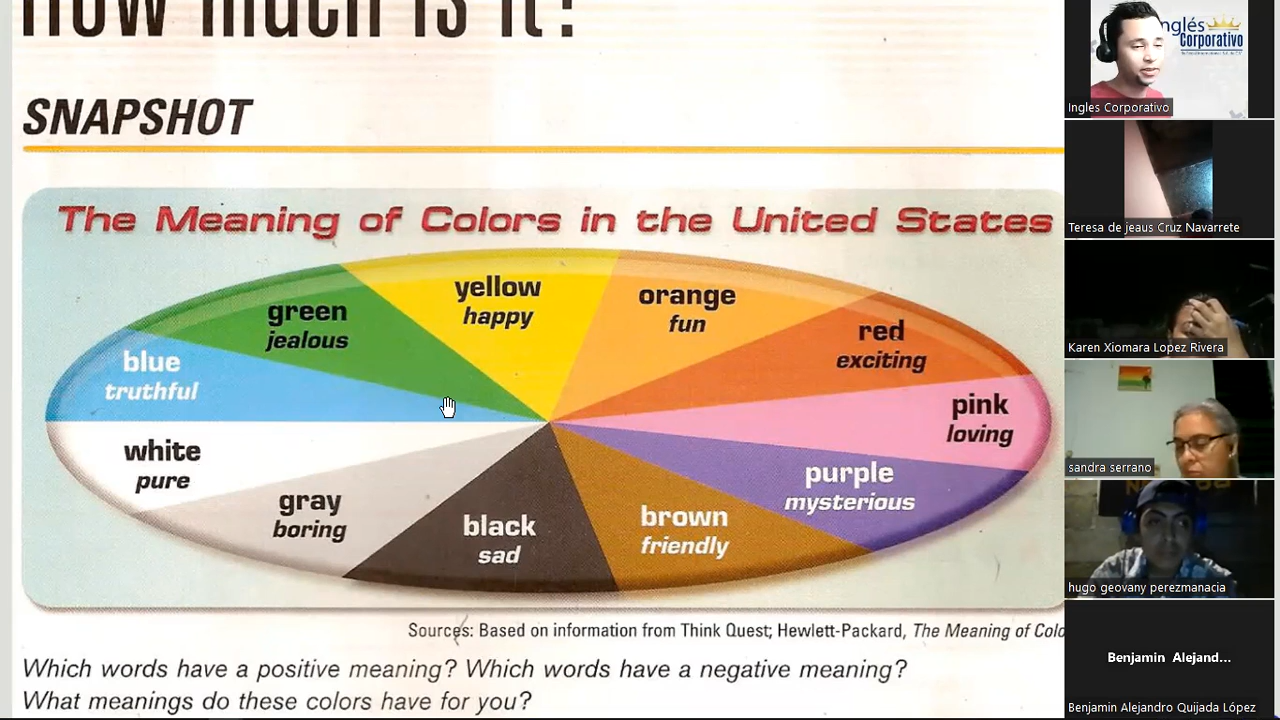 How much is it?
SNAPSHOT
The Meaning of Colors in the United States
green
jealous
yellow
happy
orange
fun
red
exciting
blue
truthful
pink
loving
white
pure
purple
mysterious
gray
boring
black
sad
brown
friendly
Sources: Based on information from Think Quest; Hewlett-Packard, The Meaning of Colo
Which words have a positive meaning? Which words have a negative meaning?
What meanings do these colors have for you?
Inglés
Corporativo
Ingles Corporativo
Teresa de jeaus Cruz Navarrete
Karen Xiomara Lopez Rivera
sandra serrano
hugo geovany perezmanacia
Benjamin Alejand...
Benjamin Alejandro Quijada López